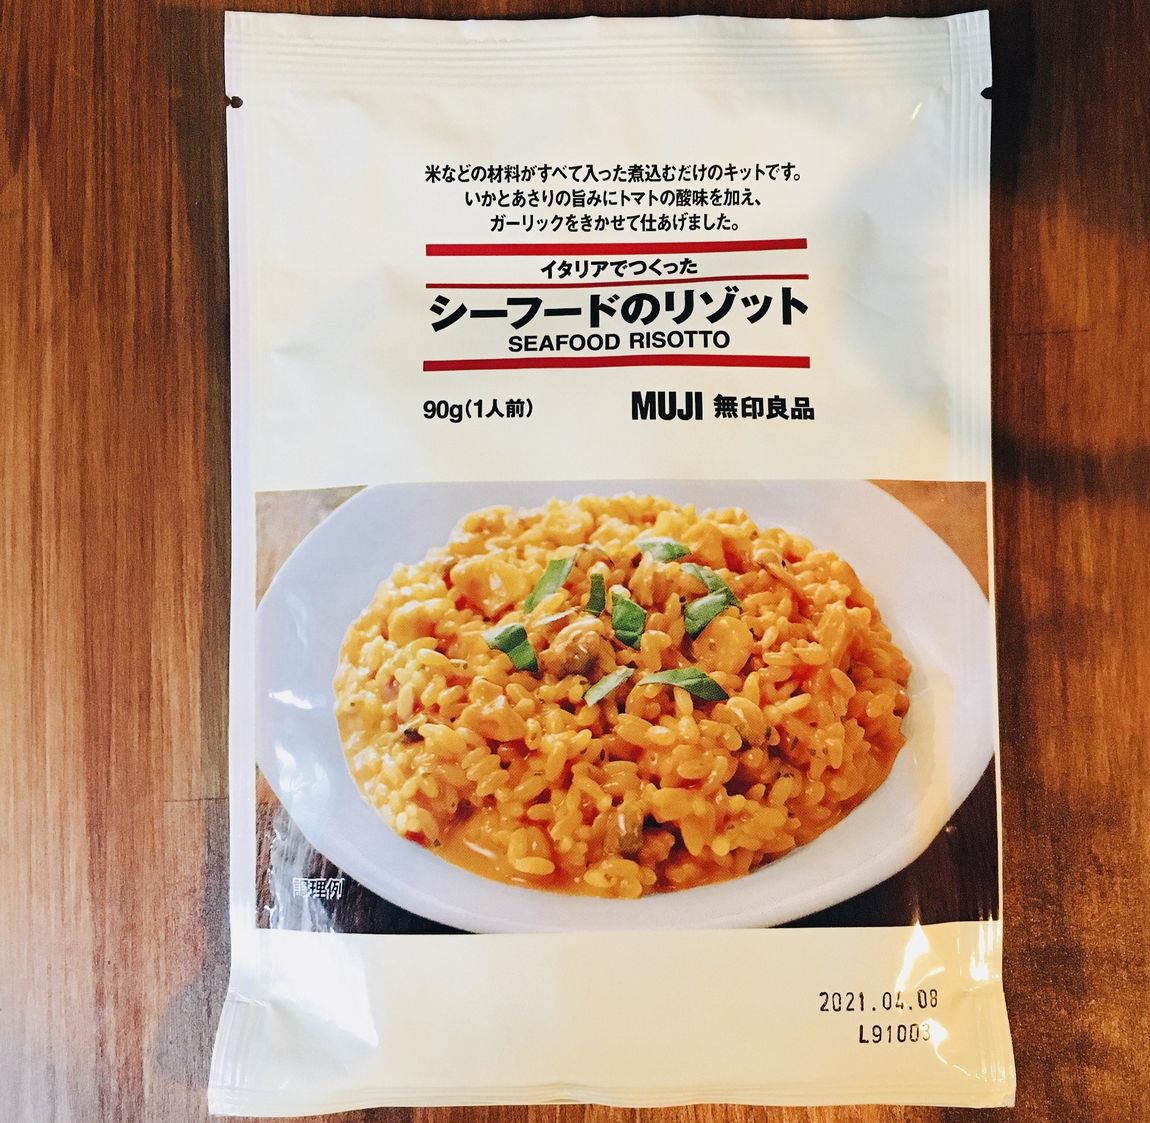 米などの材料がすべて入った煮込むだけのキットです。
いかとあさりの旨みにトマトの酸味を加え、
ガーリックをきかせて仕あげました。
イタリアでつくった
シーフードのリゾット
SEAFOOD RISOTTO
90g(1人前) MUJI 無印良品
調理例
2021.04.08
L91003